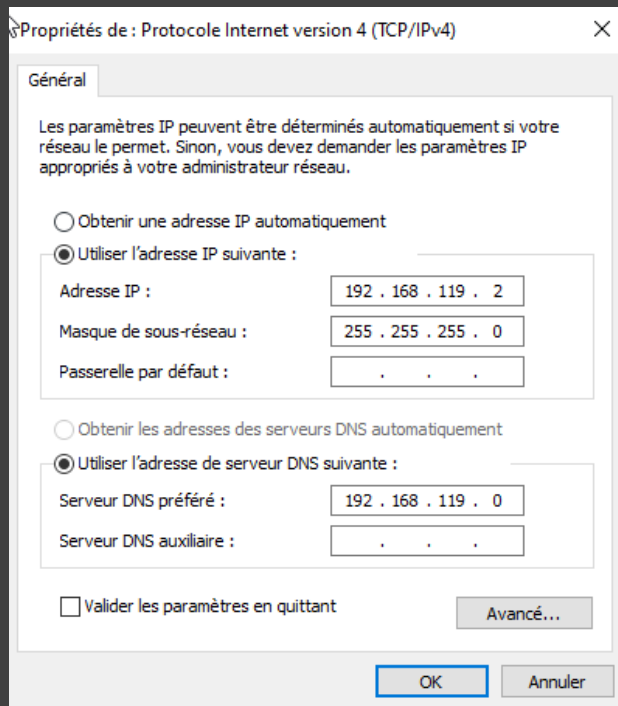 Propriétés de : Protocole Internet version 4 (TCP/IPv4)
Général
Les paramètres IP peuvent être déterminés automatiquement si votre
réseau le permet. Sinon, vous devez demander les paramètres IP
appropriés à votre administrateur réseau.
Obtenir une adresse IP automatiquement
Utiliser l'adresse IP suivante :
Adresse IP : 192 . 168 . 119 . 2
Masque de sous-réseau : 255 . 255 . 255 . 0
Passerelle par défaut : . . .
Obtenir les adresses des serveurs DNS automatiquement
Utiliser l'adresse de serveur DNS suivante :
Serveur DNS préféré : 192 . 168 . 119 . 0
Serveur DNS auxiliaire : . . .
Valider les paramètres en quittant
Avancé...
OK Annuler